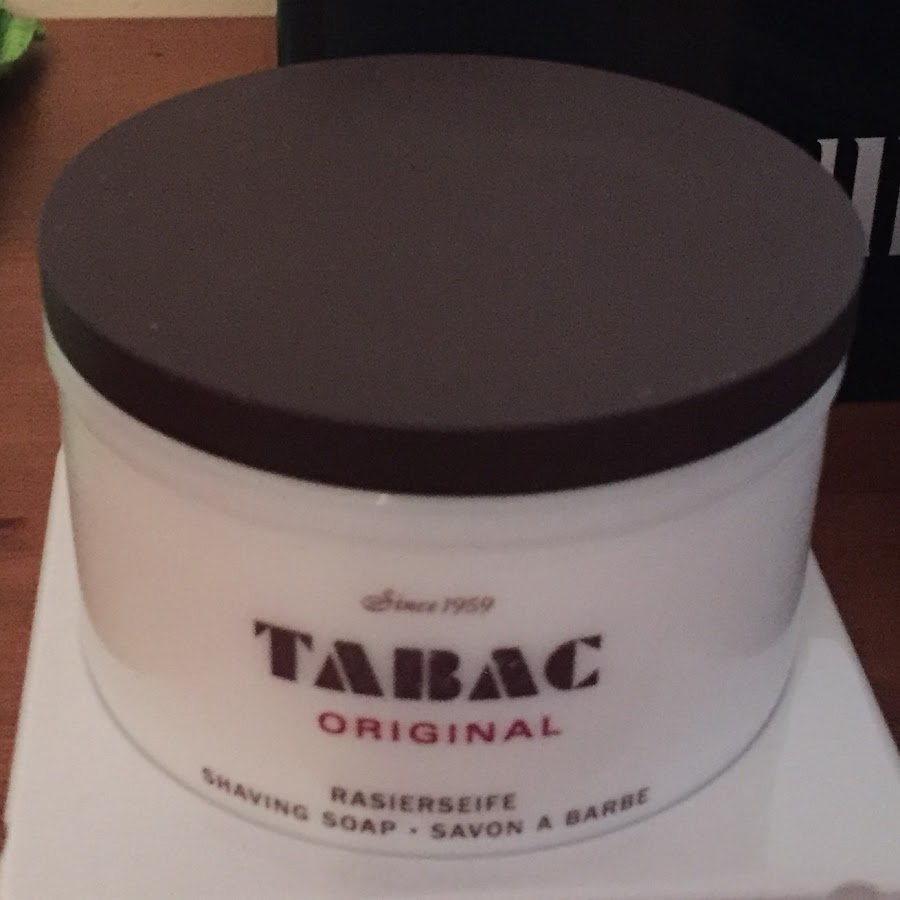 Since 1959
TABAC
ORIGINAL
RASIERSEIFE
SHAVING SOAP · SAVON A BARBE